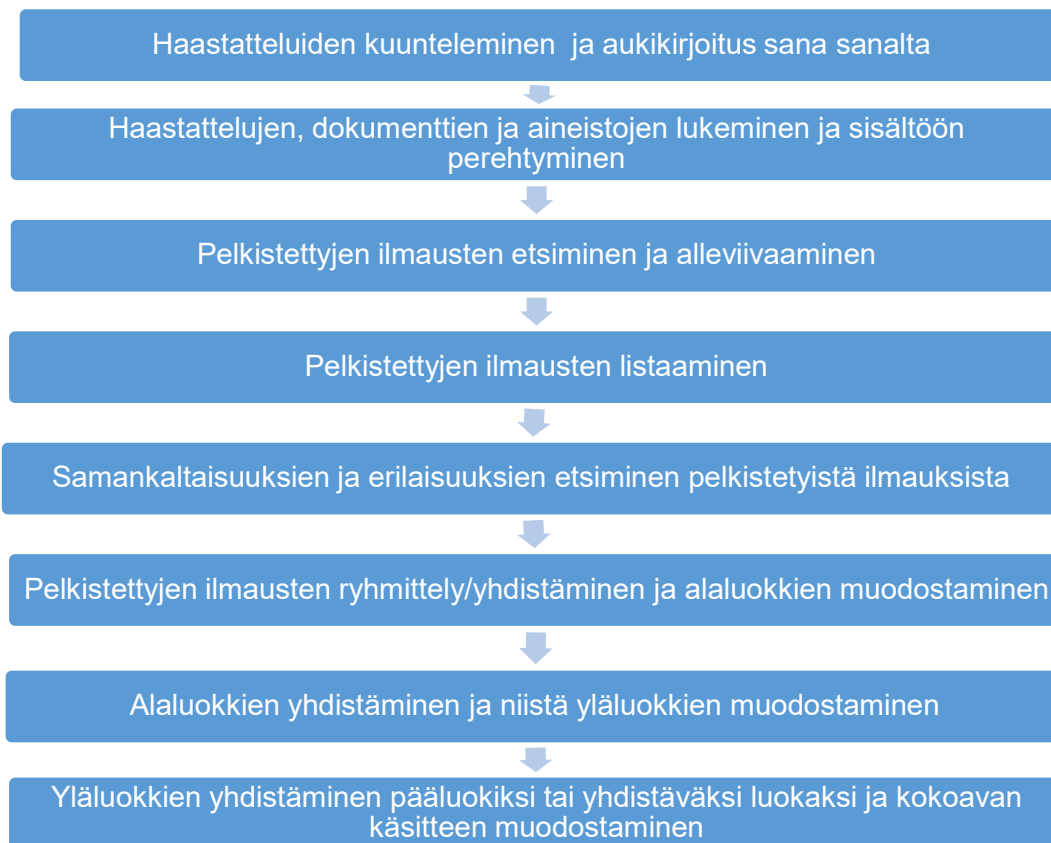 Haastatteluiden kuunteleminen ja aukikirjoitus sana sanalta
Haastattelujen, dokumenttien ja aineistojen lukeminen ja sisältöön
perehtyminen
Pelkistettyjen ilmausten etsiminen ja alleviivaaminen
Pelkistettyjen ilmausten listaaminen
Samankaltaisuuksien ja erilaisuuksien etsiminen pelkistetyistä ilmauksista
Pelkistettyjen ilmausten ryhmittely/yhdistäminen ja alaluokkien muodostaminen
Alaluokkien yhdistäminen ja niistä yläluokkien muodostaminen
Yläluokkien yhdistäminen pääluokiksi tai yhdistäväksi luokaksi ja kokoavan
käsitteen muodostaminen